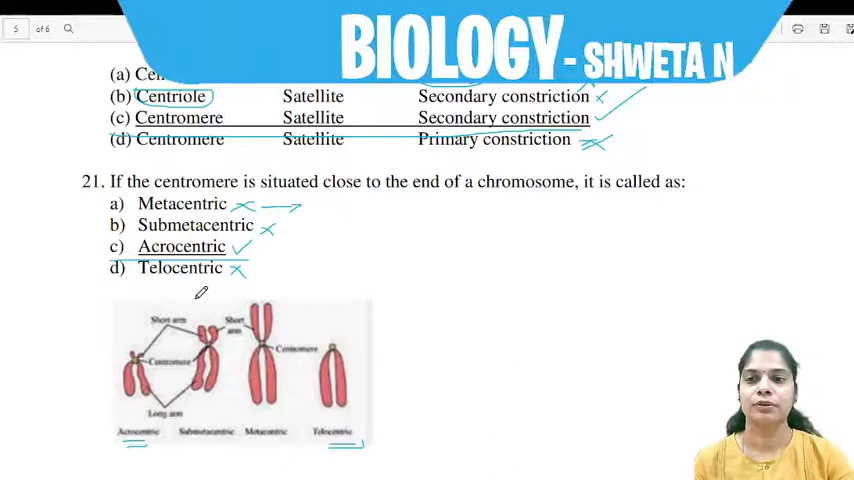 5 of 6
BIOLOGY- SHWETA N
(a) Cen
(b) Centriole Satellite Secondary constriction
(c) Centromere Satellite Secondary constriction
(d) Centromere Satellite Primary constriction
21. If the centromere is situated close to the end of a chromosome, it is called as:
a) Metacentric
b) Submetacentric
c) Acrocentric
d) Telocentric
Short arm Short arm
Centromere Centromere
Long arm
Acrocentric Submetacentric Metacentric Telocentric